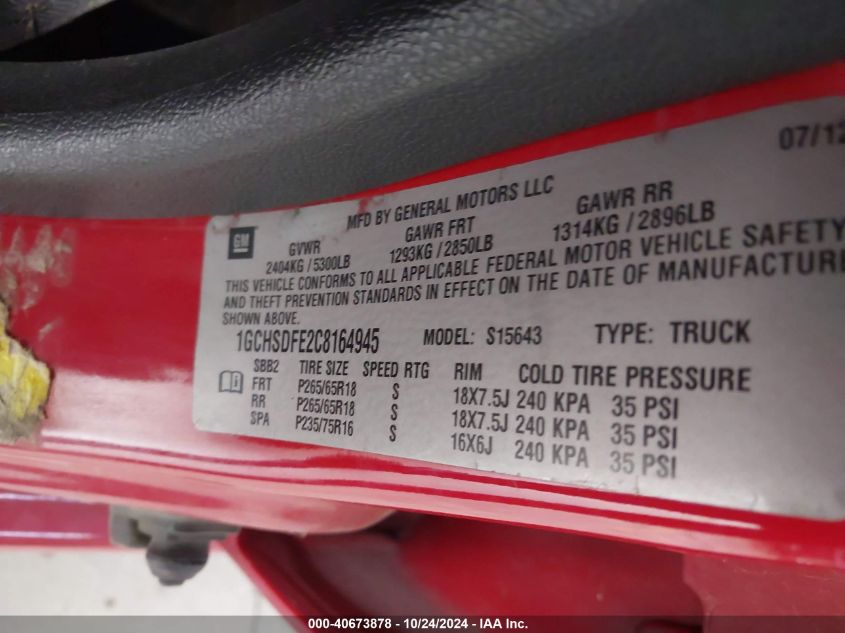 07/12
MFD BY GENERAL MOTORS LLC
GM
GVWR GAWR FRT GAWR RR
2404KG / 5300LB 1293KG / 2850LB 1314KG / 2896LB
THIS VEHICLE CONFORMS TO ALL APPLICABLE FEDERAL MOTOR VEHICLE SAFETY
AND THEFT PREVENTION STANDARDS IN EFFECT ON THE DATE OF MANUFACTURE
SHOWN ABOVE.
1GCHSDFE2C8164945 MODEL: S15643 TYPE: TRUCK
SBB2 TIRE SIZE SPEED RTG RIM COLD TIRE PRESSURE
FRT P265/65R18 S 18X7.5J 240 KPA 35 PSI
RR P265/65R18 S 18X7.5J 240 KPA 35 PSI
SPA P235/75R16 S 16X6J 240 KPA 35 PSI
000-40673878 • 10/24/2024 - IAA Inc.